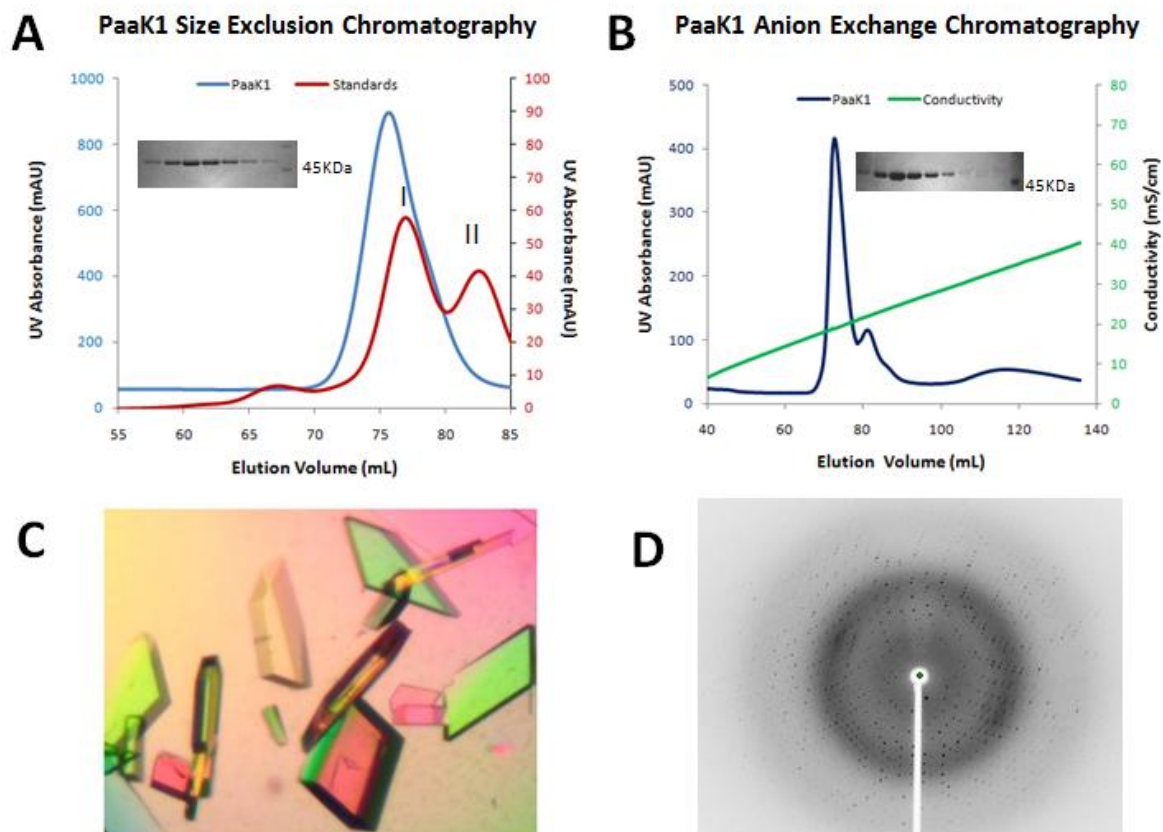 A
PaaK1 Size Exclusion Chromatography
PaaK1 Standards
UV Absorbance (mAU)
1000
800
600
400
200
0
45KDa
I
II
100
90
80
70
60
50
40
30
20
10
0
UV Absorbance (mAU)
55 60 65 70 75 80 85
Elution Volume (mL)
B
PaaK1 Anion Exchange Chromatography
PaaK1 Conductivity
UV Absorbance (mAU)
500
400
300
200
100
0
45KDa
80
70
60
50
40
30
20
10
0
Conductivity (mS/cm)
40 60 80 100 120 140
Elution Volume (mL)
C
D